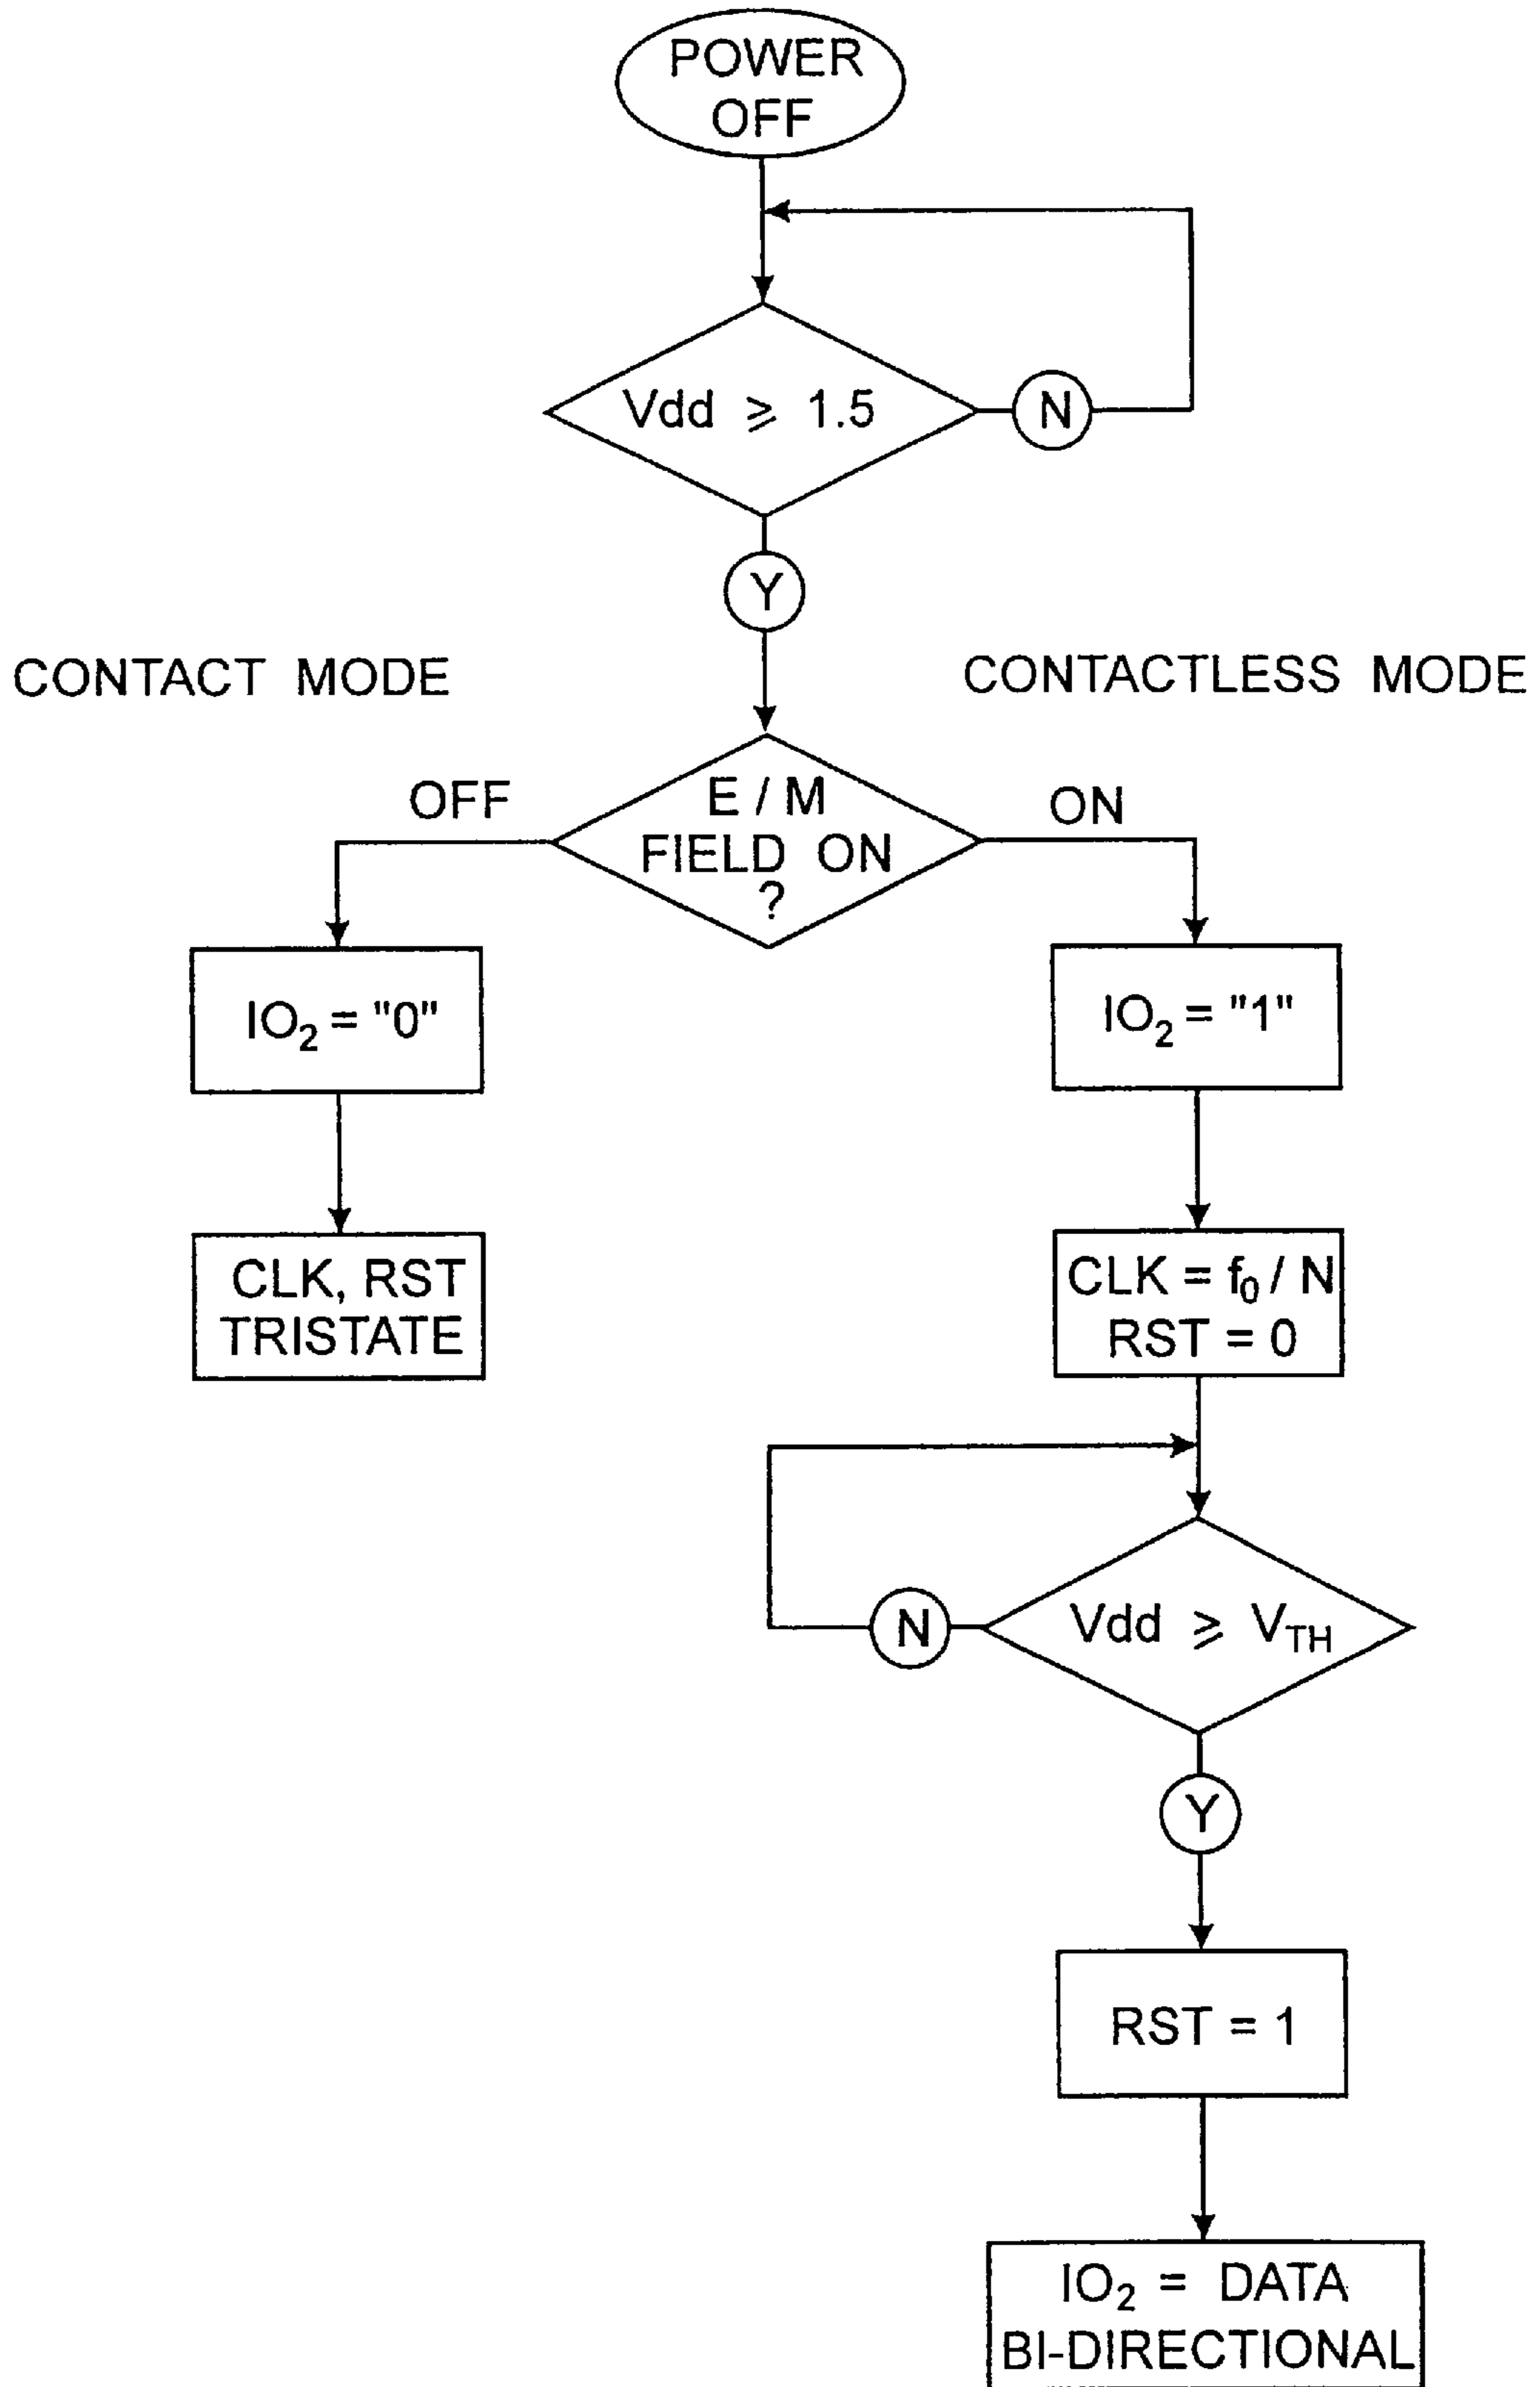 POWER
OFF
Vdd ⩾ 1.5
N
Y
CONTACT MODE
CONTACTLESS MODE
OFF
E / M
FIELD ON
?
ON
IO₂ = "0"
IO₂ = "1"
CLK, RST
TRISTATE
CLK = f₀ / N
RST = 0
N
Vdd ⩾ V_TH
Y
RST = 1
IO₂ = DATA
BI-DIRECTIONAL